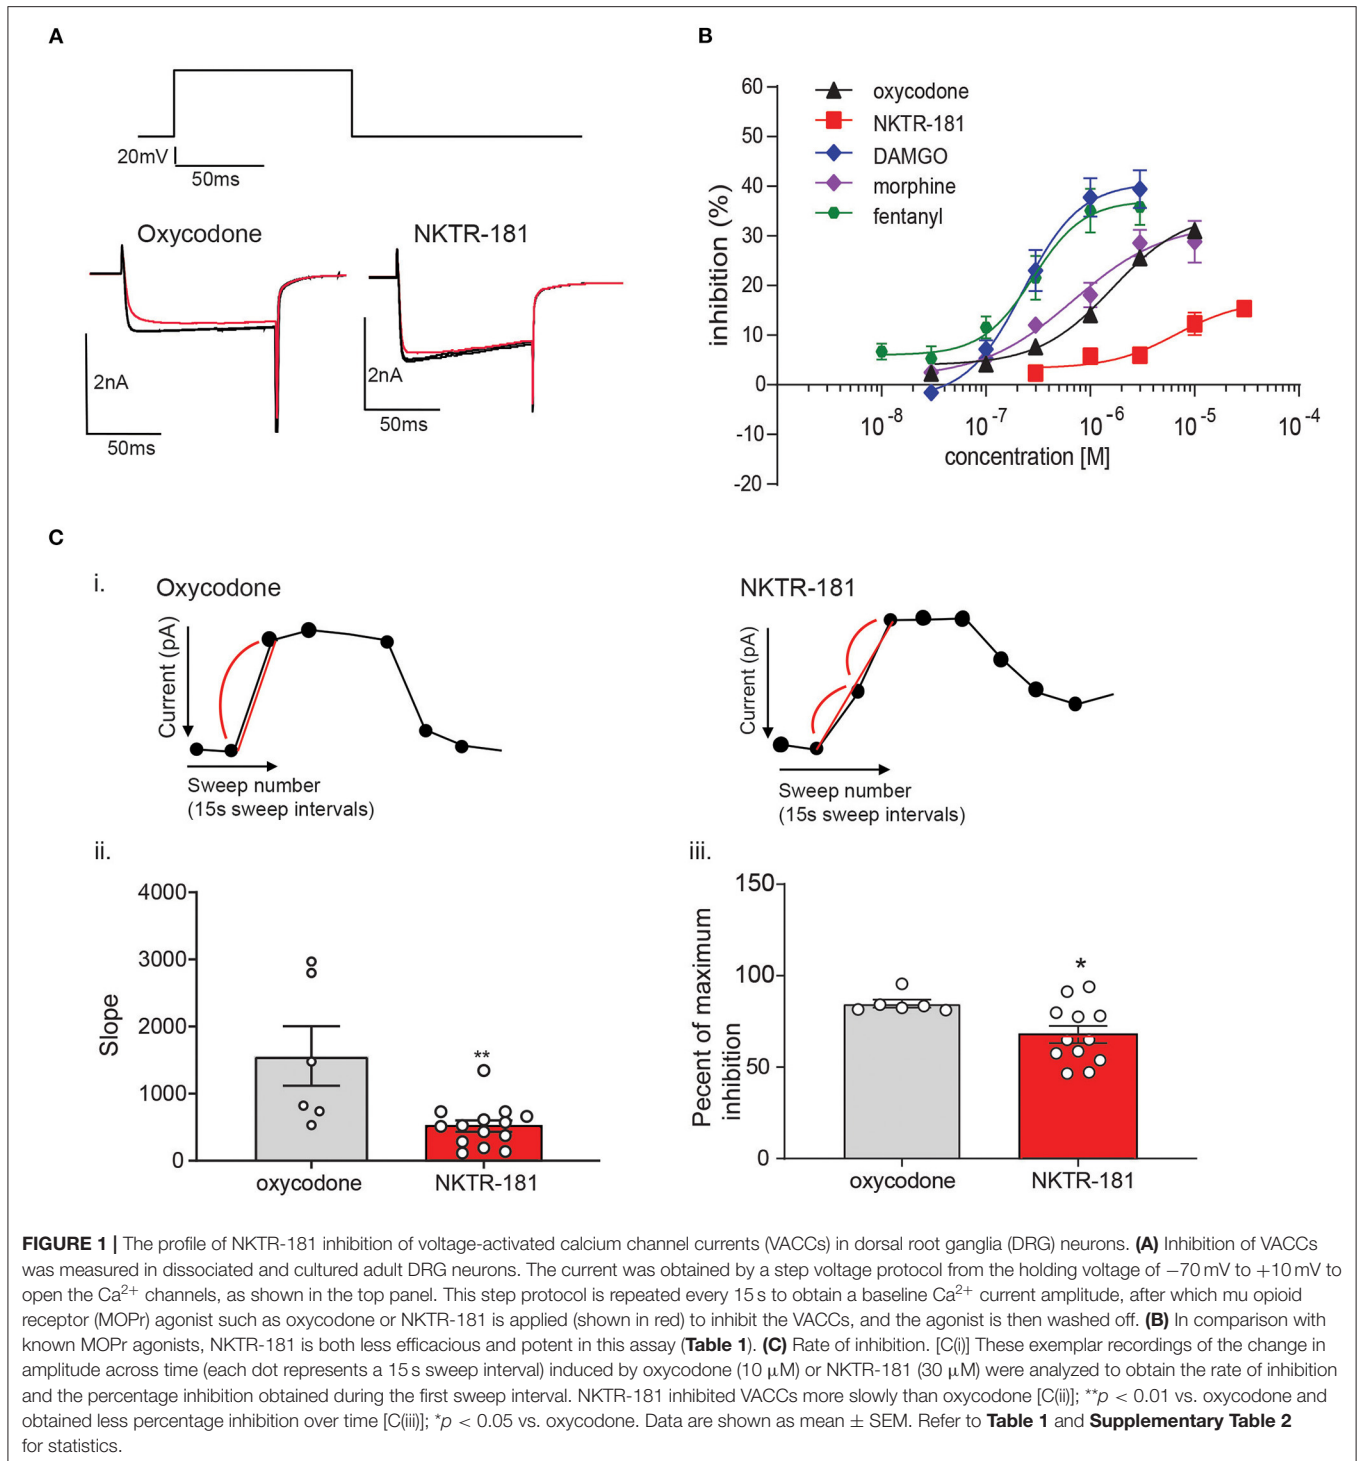 A
20mV
50ms
Oxycodone
NKTR-181
2nA
50ms
2nA
50ms
B
oxycodone
NKTR-181
DAMGO
morphine
fentanyl
inhibition (%)
60
50
40
30
20
10
0
-10
-20
10⁻⁸
10⁻⁷
10⁻⁶
10⁻⁵
10⁻⁴
concentration [M]
C
i.
Oxycodone
Current (pA)
Sweep number
(15s sweep intervals)
NKTR-181
Current (pA)
Sweep number
(15s sweep intervals)
ii.
Slope
4000
3000
2000
1000
0
**
oxycodone
NKTR-181
iii.
Pecent of maximum
inhibition
150
100
50
0
*
oxycodone
NKTR-181
FIGURE 1 | The profile of NKTR-181 inhibition of voltage-activated calcium channel currents (VACCs) in dorsal root ganglia (DRG) neurons. (A) Inhibition of VACCs
was measured in dissociated and cultured adult DRG neurons. The current was obtained by a step voltage protocol from the holding voltage of −70 mV to +10 mV to
open the Ca²⁺ channels, as shown in the top panel. This step protocol is repeated every 15 s to obtain a baseline Ca²⁺ current amplitude, after which mu opioid
receptor (MOPr) agonist such as oxycodone or NKTR-181 is applied (shown in red) to inhibit the VACCs, and the agonist is then washed off. (B) In comparison with
known MOPr agonists, NKTR-181 is both less efficacious and potent in this assay (Table 1). (C) Rate of inhibition. [C(i)] These exemplar recordings of the change in
amplitude across time (each dot represents a 15 s sweep interval) induced by oxycodone (10 μM) or NKTR-181 (30 μM) were analyzed to obtain the rate of inhibition
and the percentage inhibition obtained during the first sweep interval. NKTR-181 inhibited VACCs more slowly than oxycodone [C(ii)]; **p < 0.01 vs. oxycodone and
obtained less percentage inhibition over time [C(iii)]; *p < 0.05 vs. oxycodone. Data are shown as mean ± SEM. Refer to Table 1 and Supplementary Table 2
for statistics.